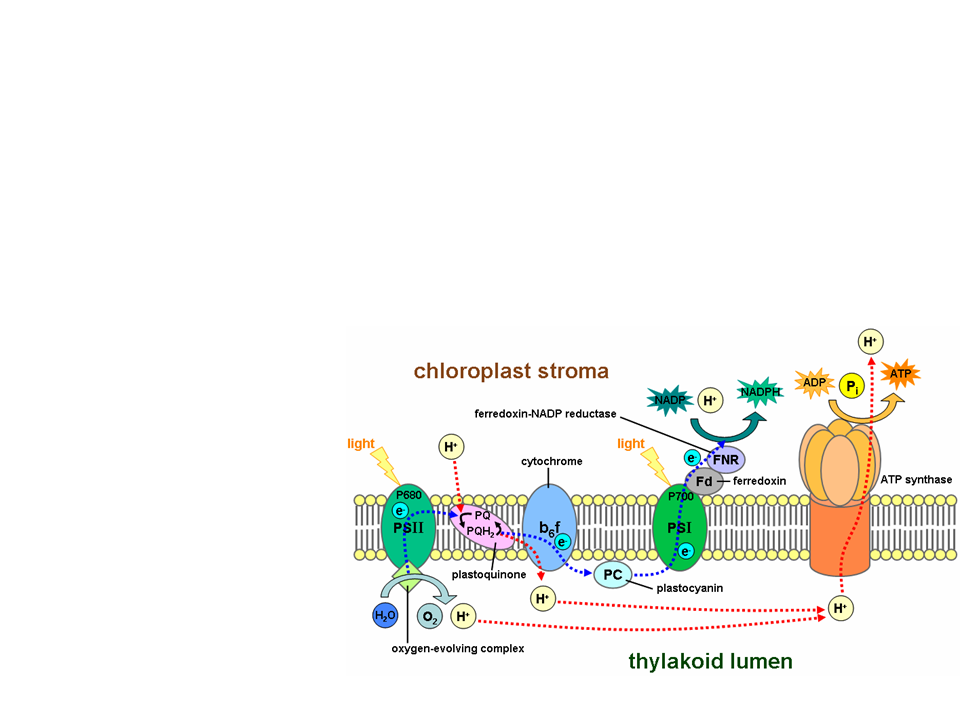 H⁺
chloroplast stroma
ADP
Pi
ATP
NADP
H⁺
NADPH
ferredoxin-NADP reductase
light
H⁺
light
e⁻
FNR
cytochrome
Fd
ferredoxin
ATP synthase
P680
e⁻
PSII
PQ
PQH₂
b₆f
e⁻
P700
PSI
e⁻
plastoquinone
PC
plastocyanin
H₂O
O₂
H⁺
H⁺
H⁺
oxygen-evolving complex
thylakoid lumen